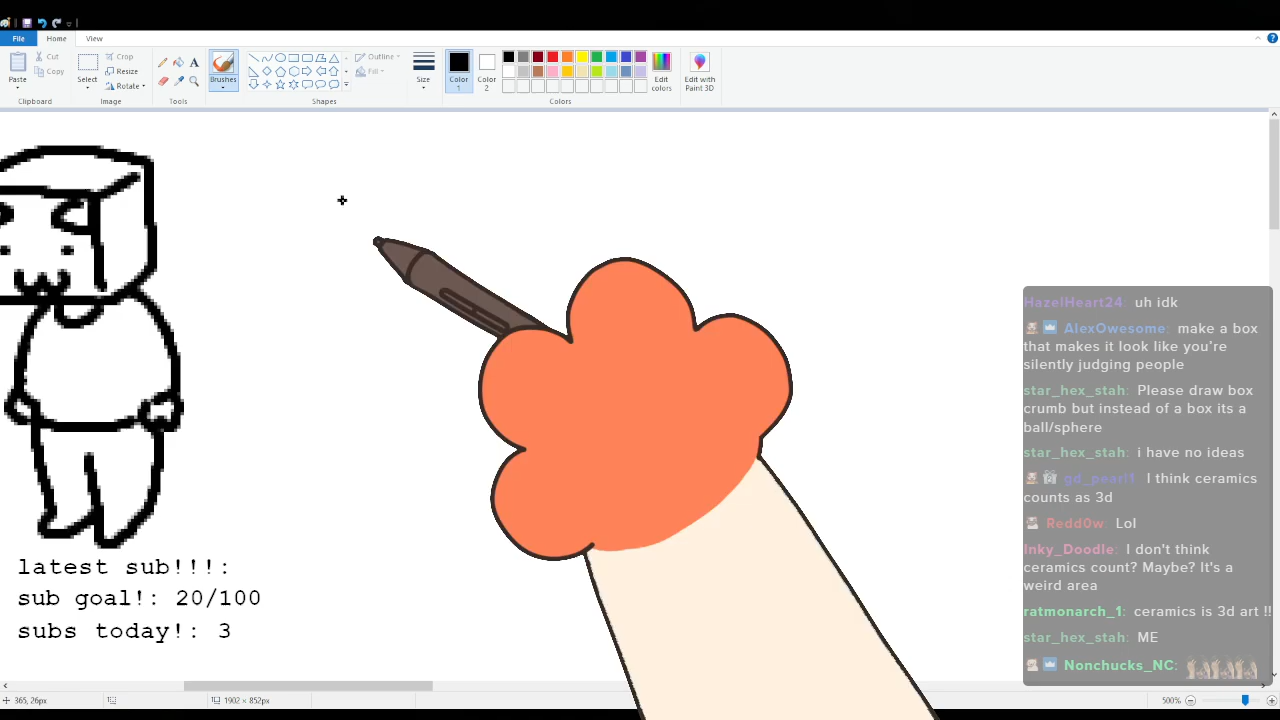 File Home View
Paste Cut Copy Clipboard
Select Crop Resize Rotate Image
Tools
Brushes
Outline Fill Shapes
Size
Color 1 Color 2 Edit colors Colors
Edit with Paint 3D
latest sub!!!:
sub goal!: 20/100
subs today!: 3
HazelHeart24: uh idk
AlexOwesome: make a box
that makes it look like you're
silently judging people
star_hex_stah: Please draw box
crumb but instead of a box its a
ball/sphere
star_hex_stah: i have no ideas
gd_pearl1: I think ceramics
counts as 3d
Redd0w: Lol
Inky_Doodle: I don't think
ceramics count? Maybe? It's a
weird area
ratmonarch_1: ceramics is 3d art !!
star_hex_stah: ME
Nonchucks_NC:
365, 26px 1902 × 852px 500%